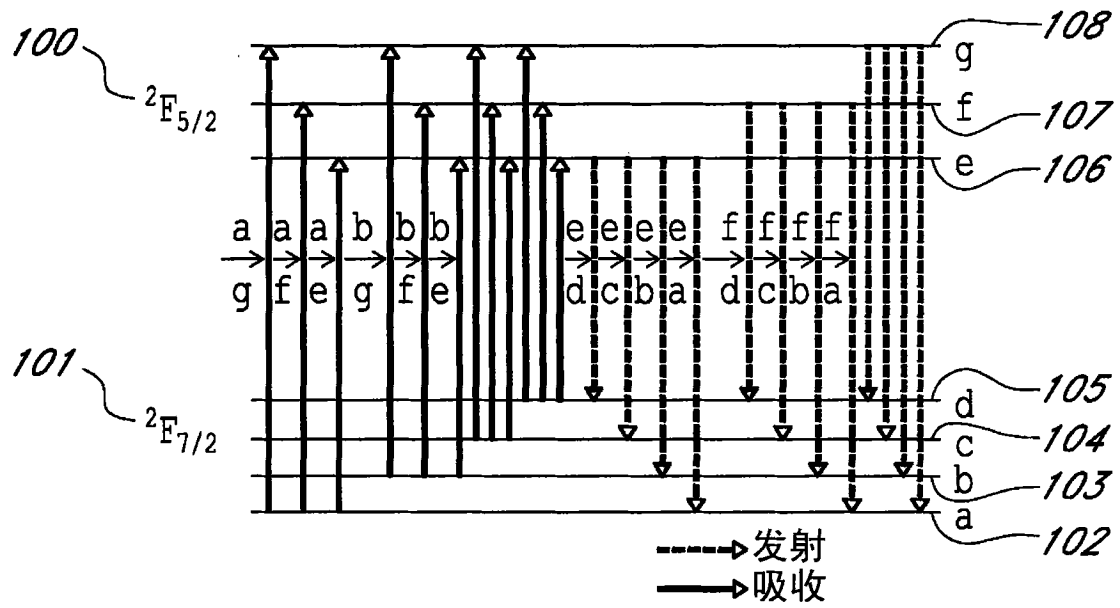 100
108
g
²F5/2
f
107
e
106
a a a b b b e e e e f f f f
g f e g f e d c b a d c b a
101
105
d
²F7/2
c
104
b
103
a
102
发射
吸收